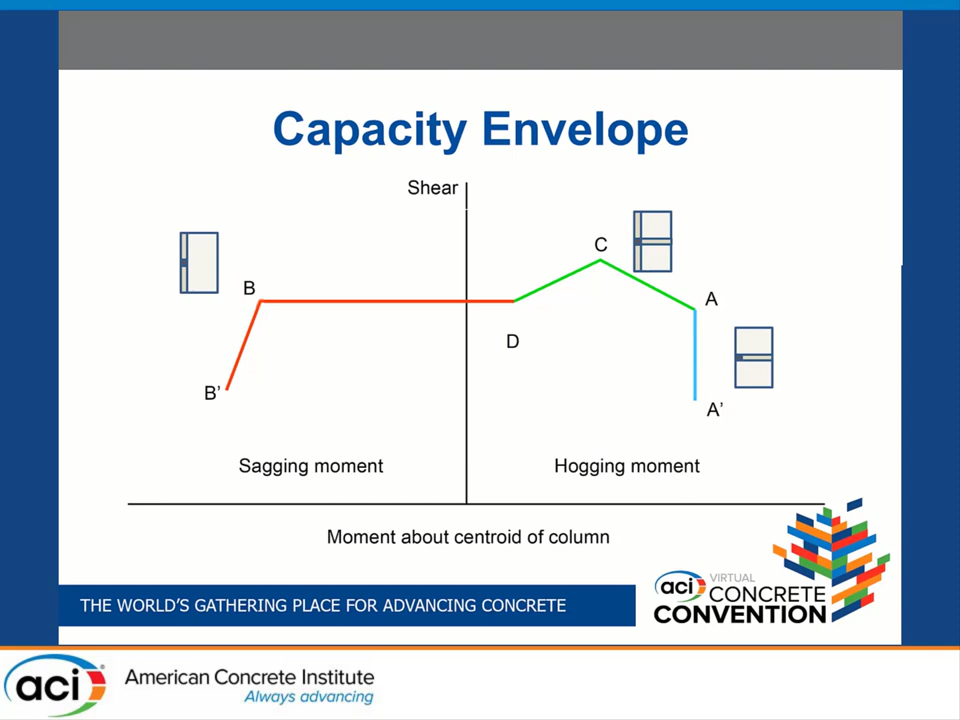 Capacity Envelope
Shear
C
B
A
D
B’
A’
Sagging moment
Hogging moment
Moment about centroid of column
THE WORLD’S GATHERING PLACE FOR ADVANCING CONCRETE
aci VIRTUAL
CONCRETE
CONVENTION
aci® American Concrete Institute
Always advancing